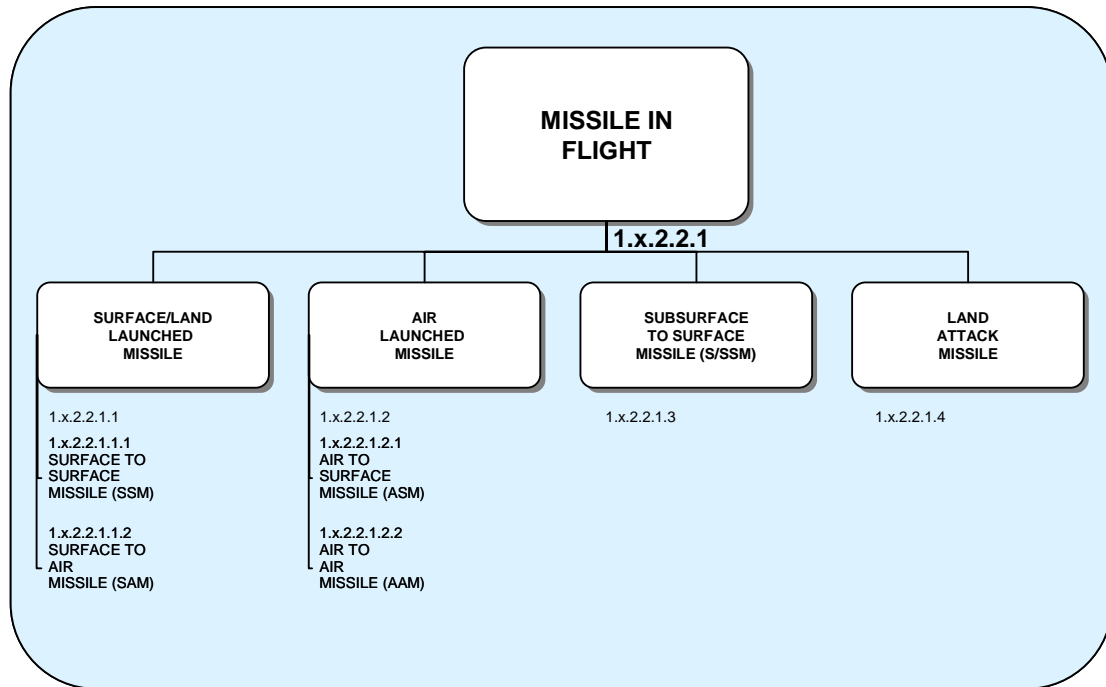 MISSILE IN
FLIGHT
1.x.2.2.1
SURFACE/LAND
LAUNCHED
MISSILE
AIR
LAUNCHED
MISSILE
SUBSURFACE
TO SURFACE
MISSILE (S/SSM)
LAND
ATTACK
MISSILE
1.x.2.2.1.1
1.x.2.2.1.1.1
SURFACE TO
SURFACE
MISSILE (SSM)
1.x.2.2.1.1.2
SURFACE TO
AIR
MISSILE (SAM)
1.x.2.2.1.2
1.x.2.2.1.2.1
AIR TO
SURFACE
MISSILE (ASM)
1.x.2.2.1.2.2
AIR TO
AIR
MISSILE (AAM)
1.x.2.2.1.3
1.x.2.2.1.4